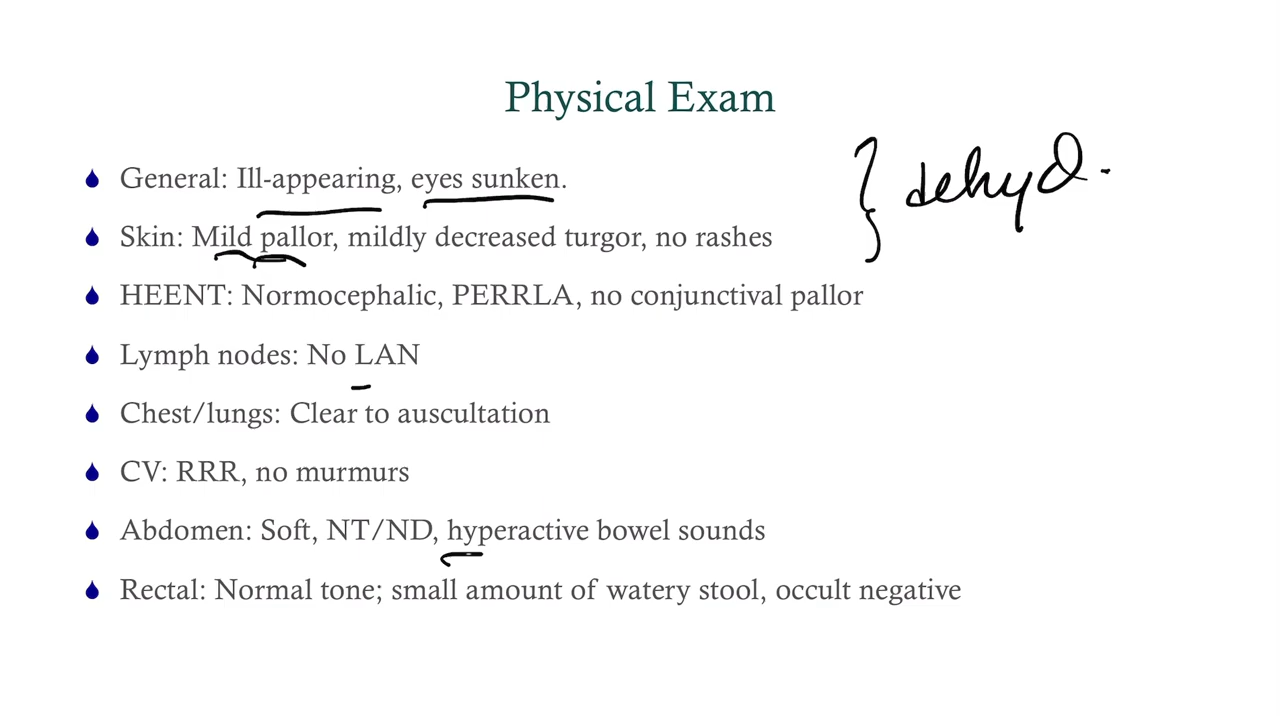 Physical Exam
General: Ill-appearing, eyes sunken.
} dehyd.
Skin: Mild pallor, mildly decreased turgor, no rashes
HEENT: Normocephalic, PERRLA, no conjunctival pallor
Lymph nodes: No LAN
Chest/lungs: Clear to auscultation
CV: RRR, no murmurs
Abdomen: Soft, NT/ND, hyperactive bowel sounds
Rectal: Normal tone; small amount of watery stool, occult negative